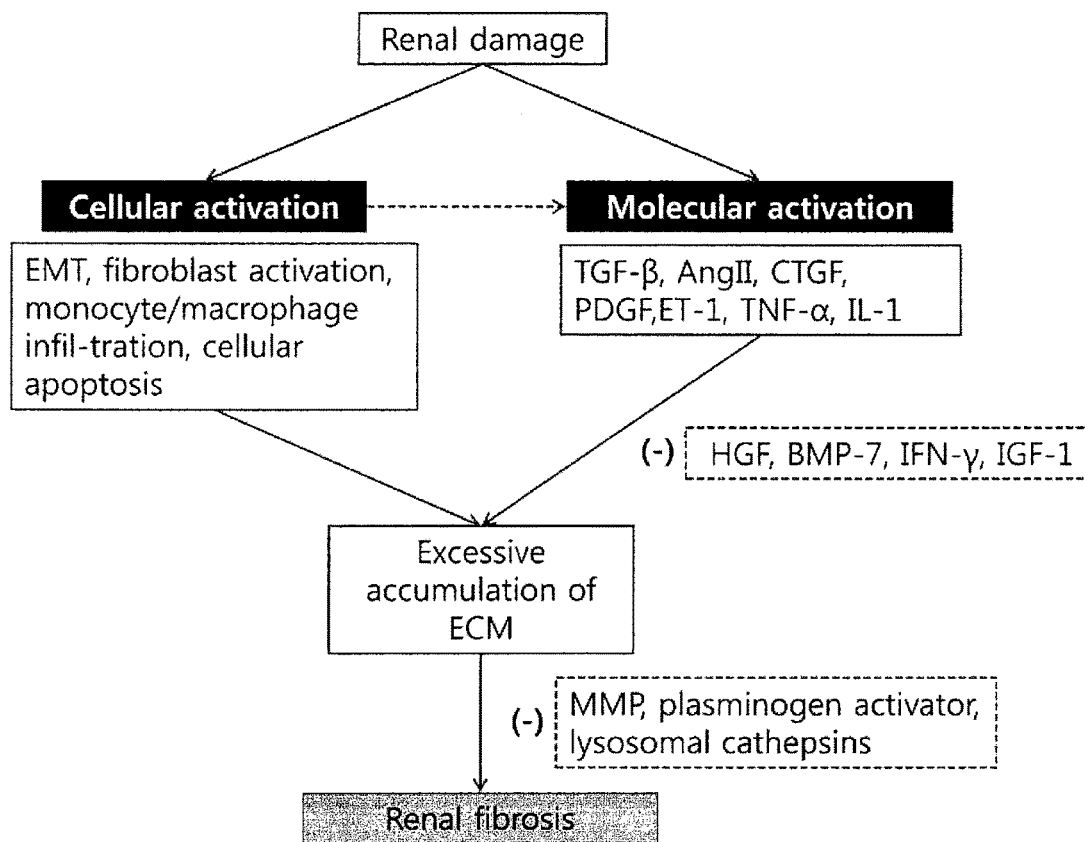 Renal damage
Cellular activation
Molecular activation
EMT, fibroblast activation,
monocyte/macrophage
infil-tration, cellular
apoptosis
TGF-β, AngII, CTGF,
PDGF,ET-1, TNF-α, IL-1
(-) HGF, BMP-7, IFN-γ, IGF-1
Excessive
accumulation of
ECM
(-) MMP, plasminogen activator,
lysosomal cathepsins
Renal fibrosis